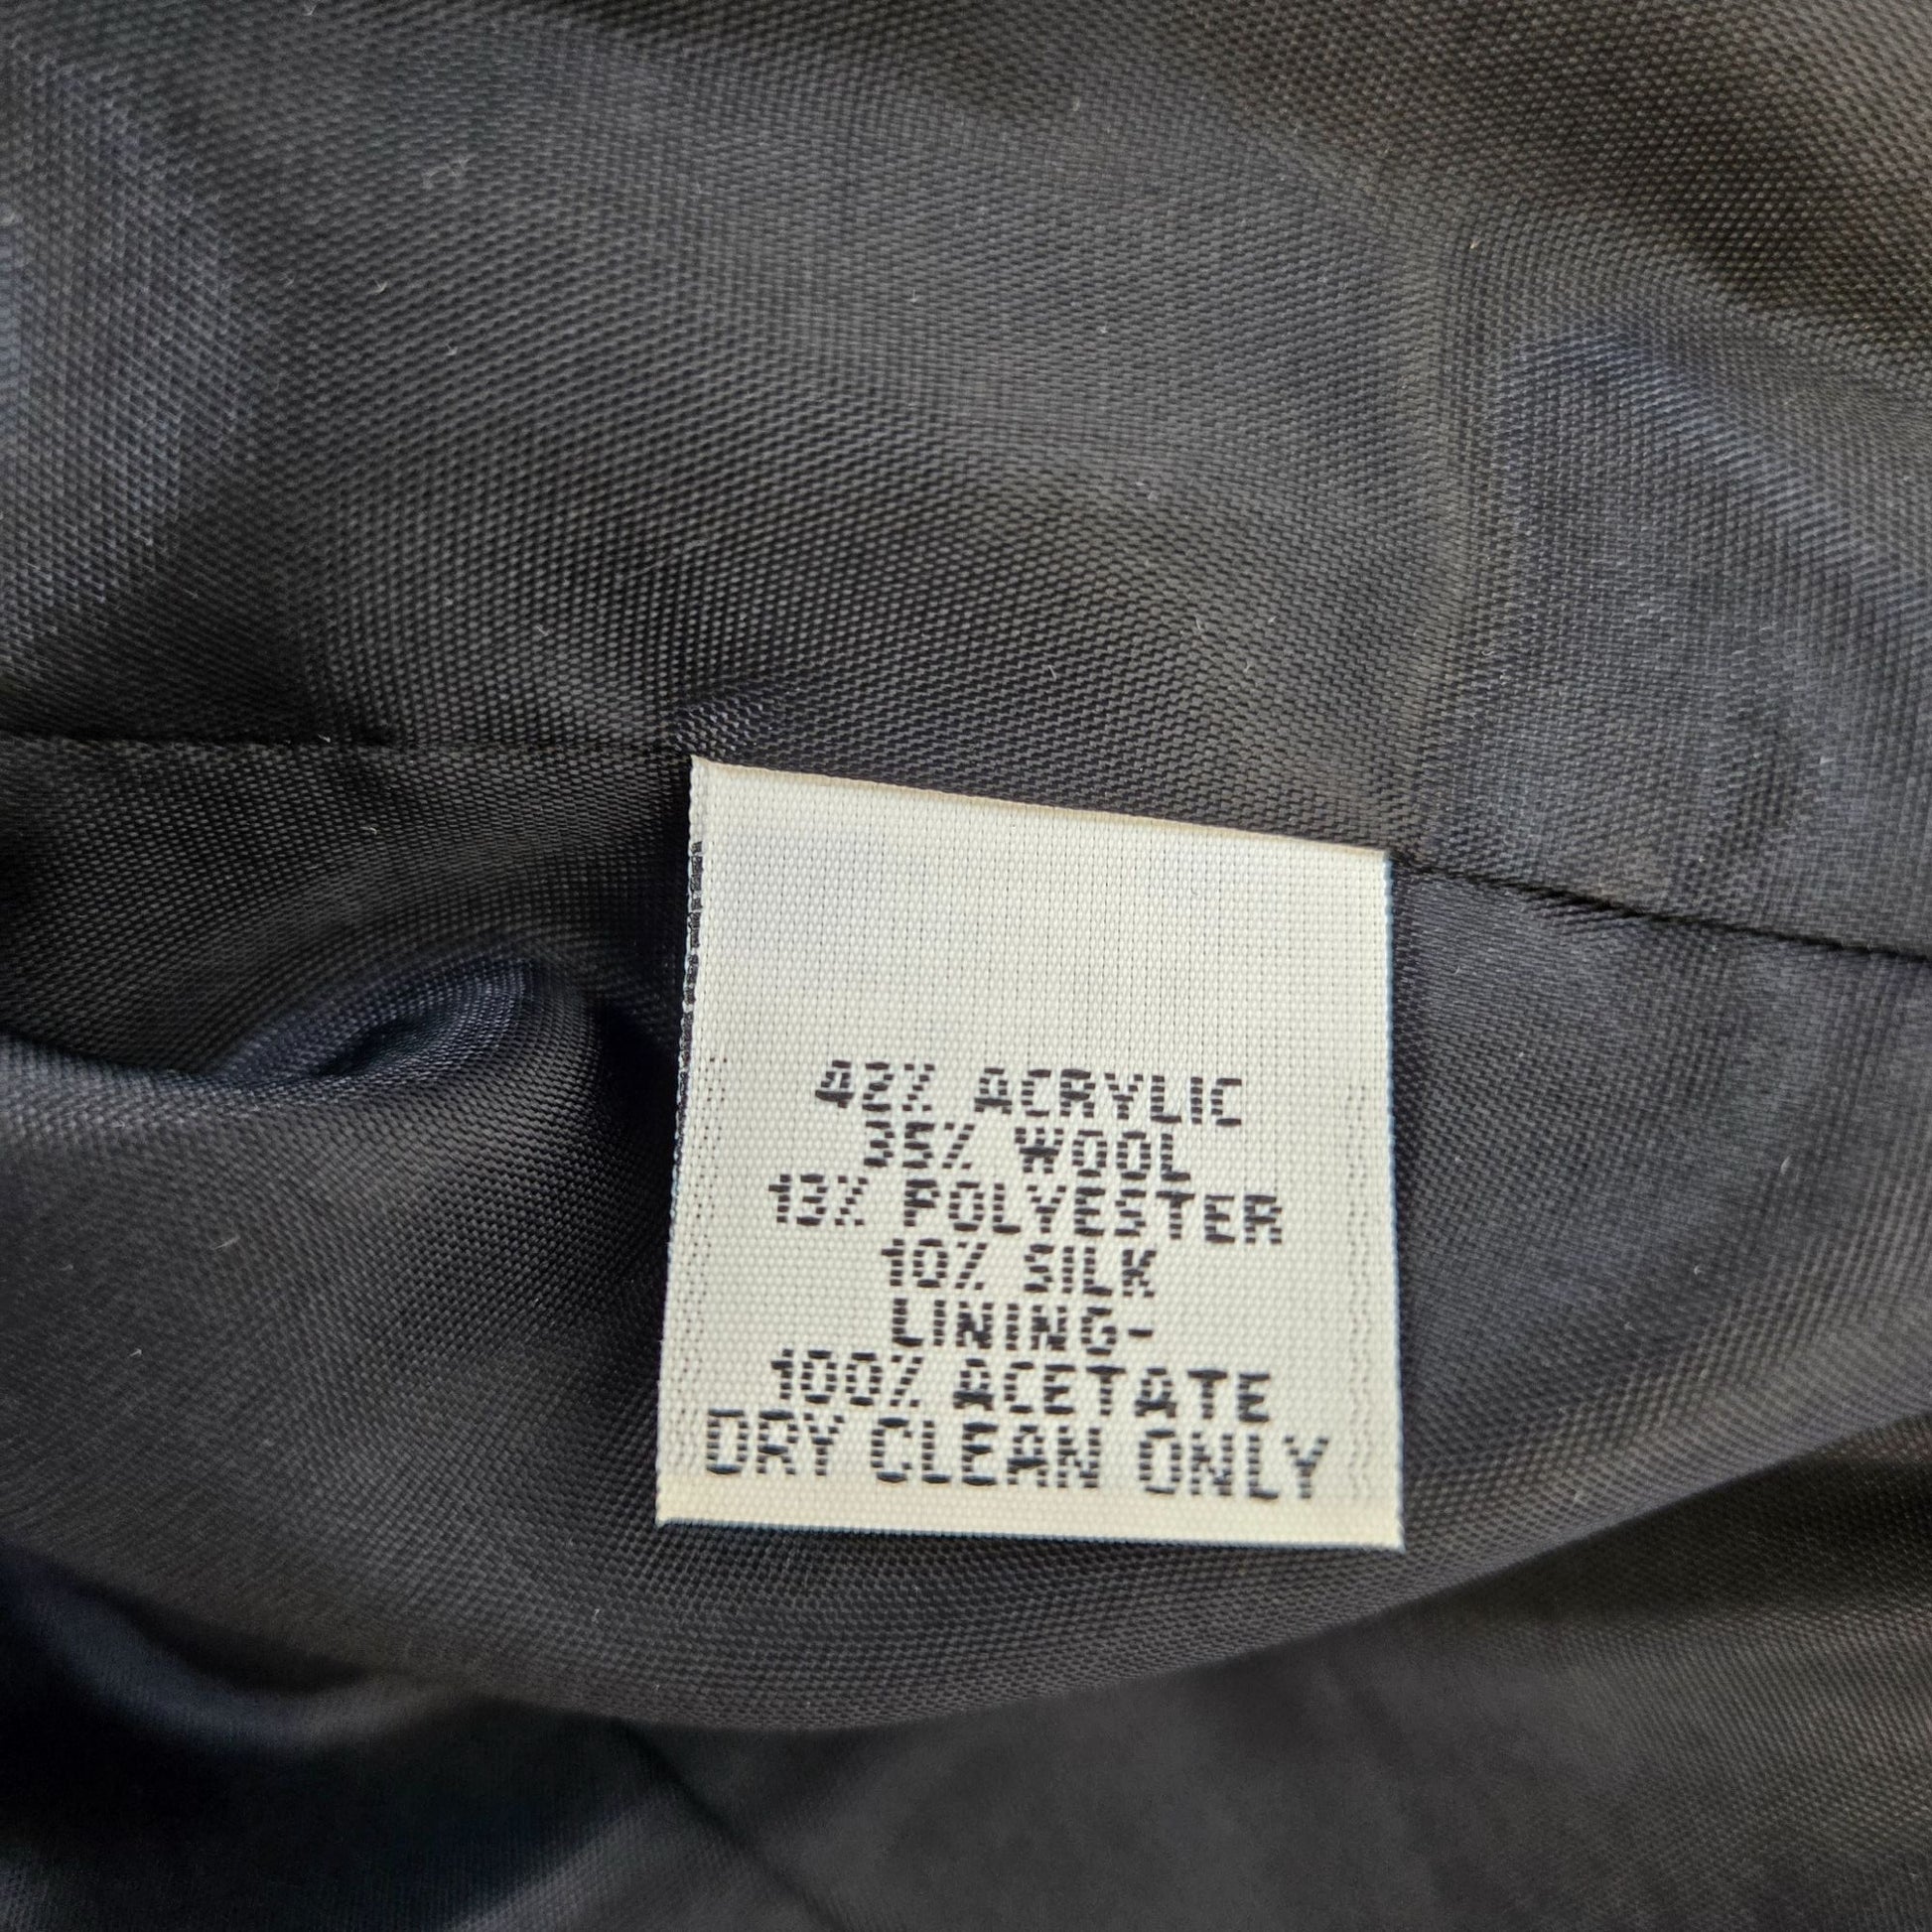 42% ACRYLIC
35% WOOL
13% POLYESTER
10% SILK
LINING-
100% ACETATE
DRY CLEAN ONLY